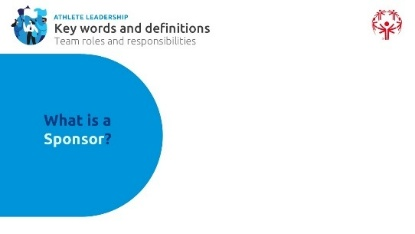 ATHLETE LEADERSHIP
Key words and definitions
Team roles and responsibilities
What is a
Sponsor?